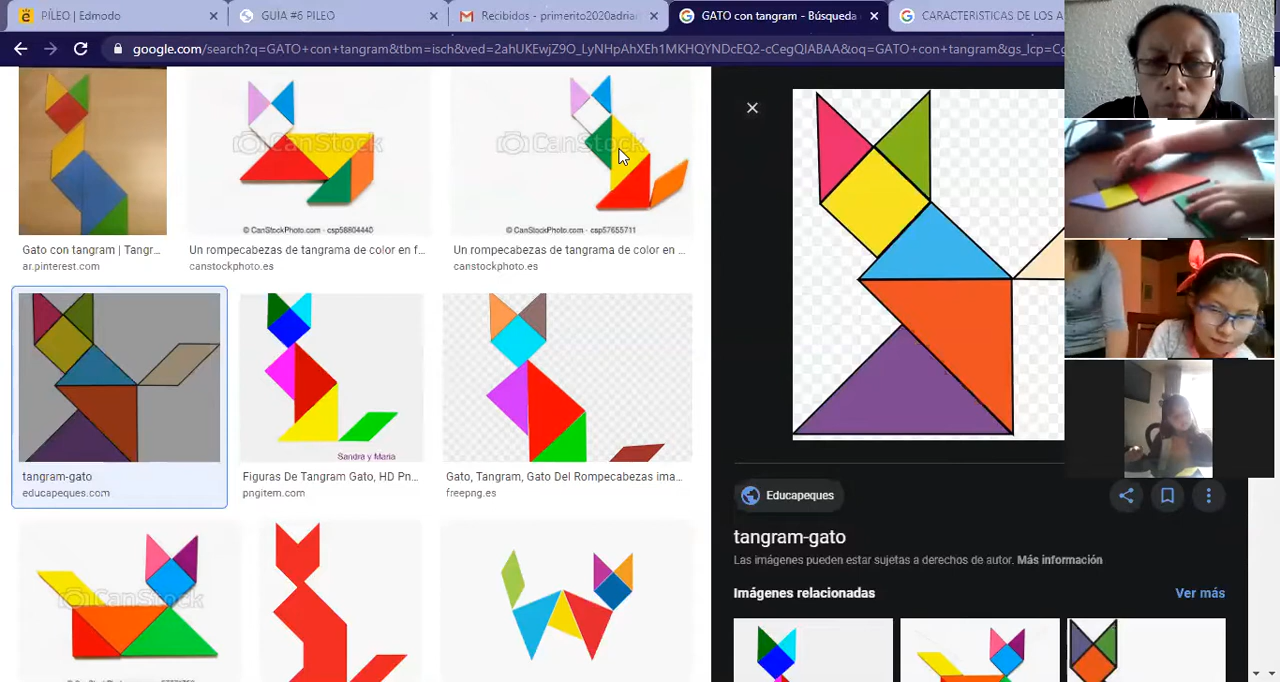 PÍLEO | Edmodo
GUIA #6 PILEO
Recibidos - primerito2020adria
GATO con tangram - Búsqueda
CARACTERISTICAS DE LOS A
google.com/search?q=GATO+con+tangram&tbm=isch&ved=2ahUKEwjZ9O_LyNHpAhXEh1MKHQYNDcEQ2-cCegQIABAA&oq=GATO+con+tangram&gs_lcp=Cg
CanStock
CanStock
© CanStockPhoto.com - csp56804440
© CanStockPhoto.com - csp57655711
Gato con tangram | Tangr...
ar.pinterest.com
Un rompecabezas de tangrama de color en f...
canstockphoto.es
Un rompecabezas de tangrama de color en ...
canstockphoto.es
Sandra y Maria
tangram-gato
educapeques.com
Figuras De Tangram Gato, HD Pn...
pngitem.com
Gato, Tangram, Gato Del Rompecabezas ima...
freepng.es
CanStock
Educapeques
tangram-gato
Las imágenes pueden estar sujetas a derechos de autor. Más información
Imágenes relacionadas
Ver más